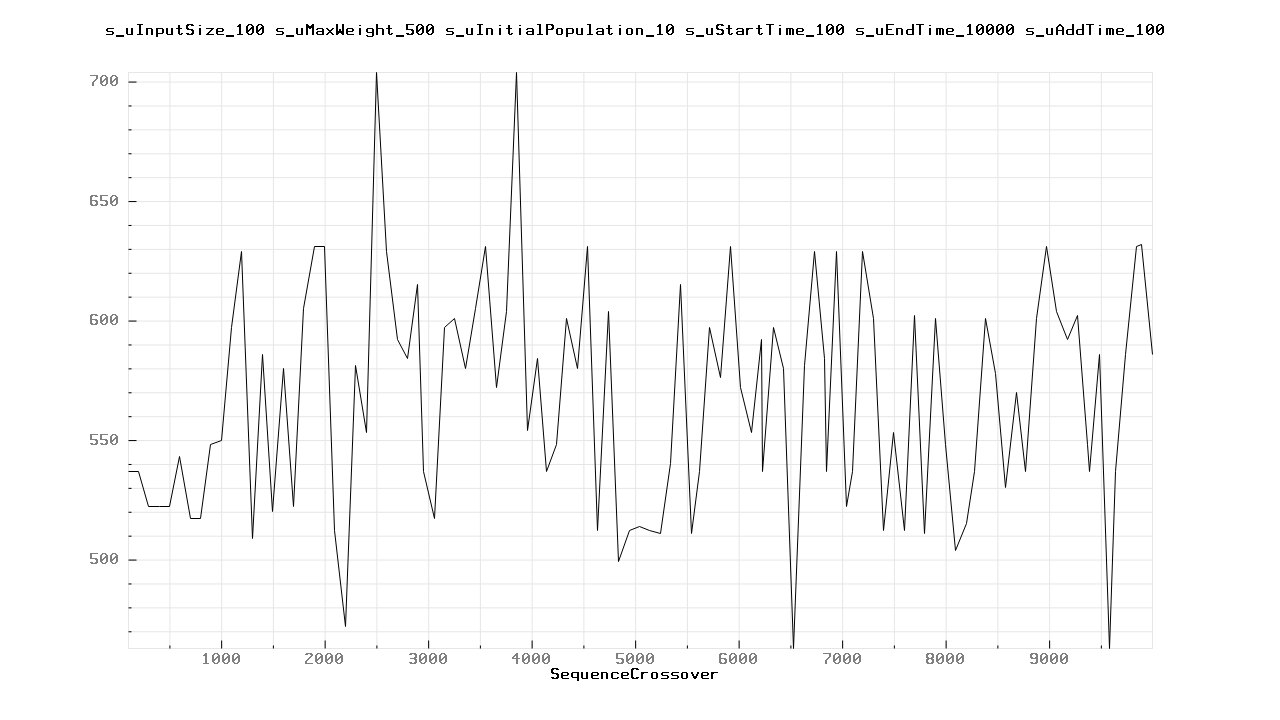 s_uInputSize_100 s_uMaxWeight_500 s_uInitialPopulation_10 s_uStartTime_100 s_uEndTime_10000 s_uAddTime_100
700
650
600
550
500
1000 2000 3000 4000 5000 6000 7000 8000 9000
SequenceCrossover